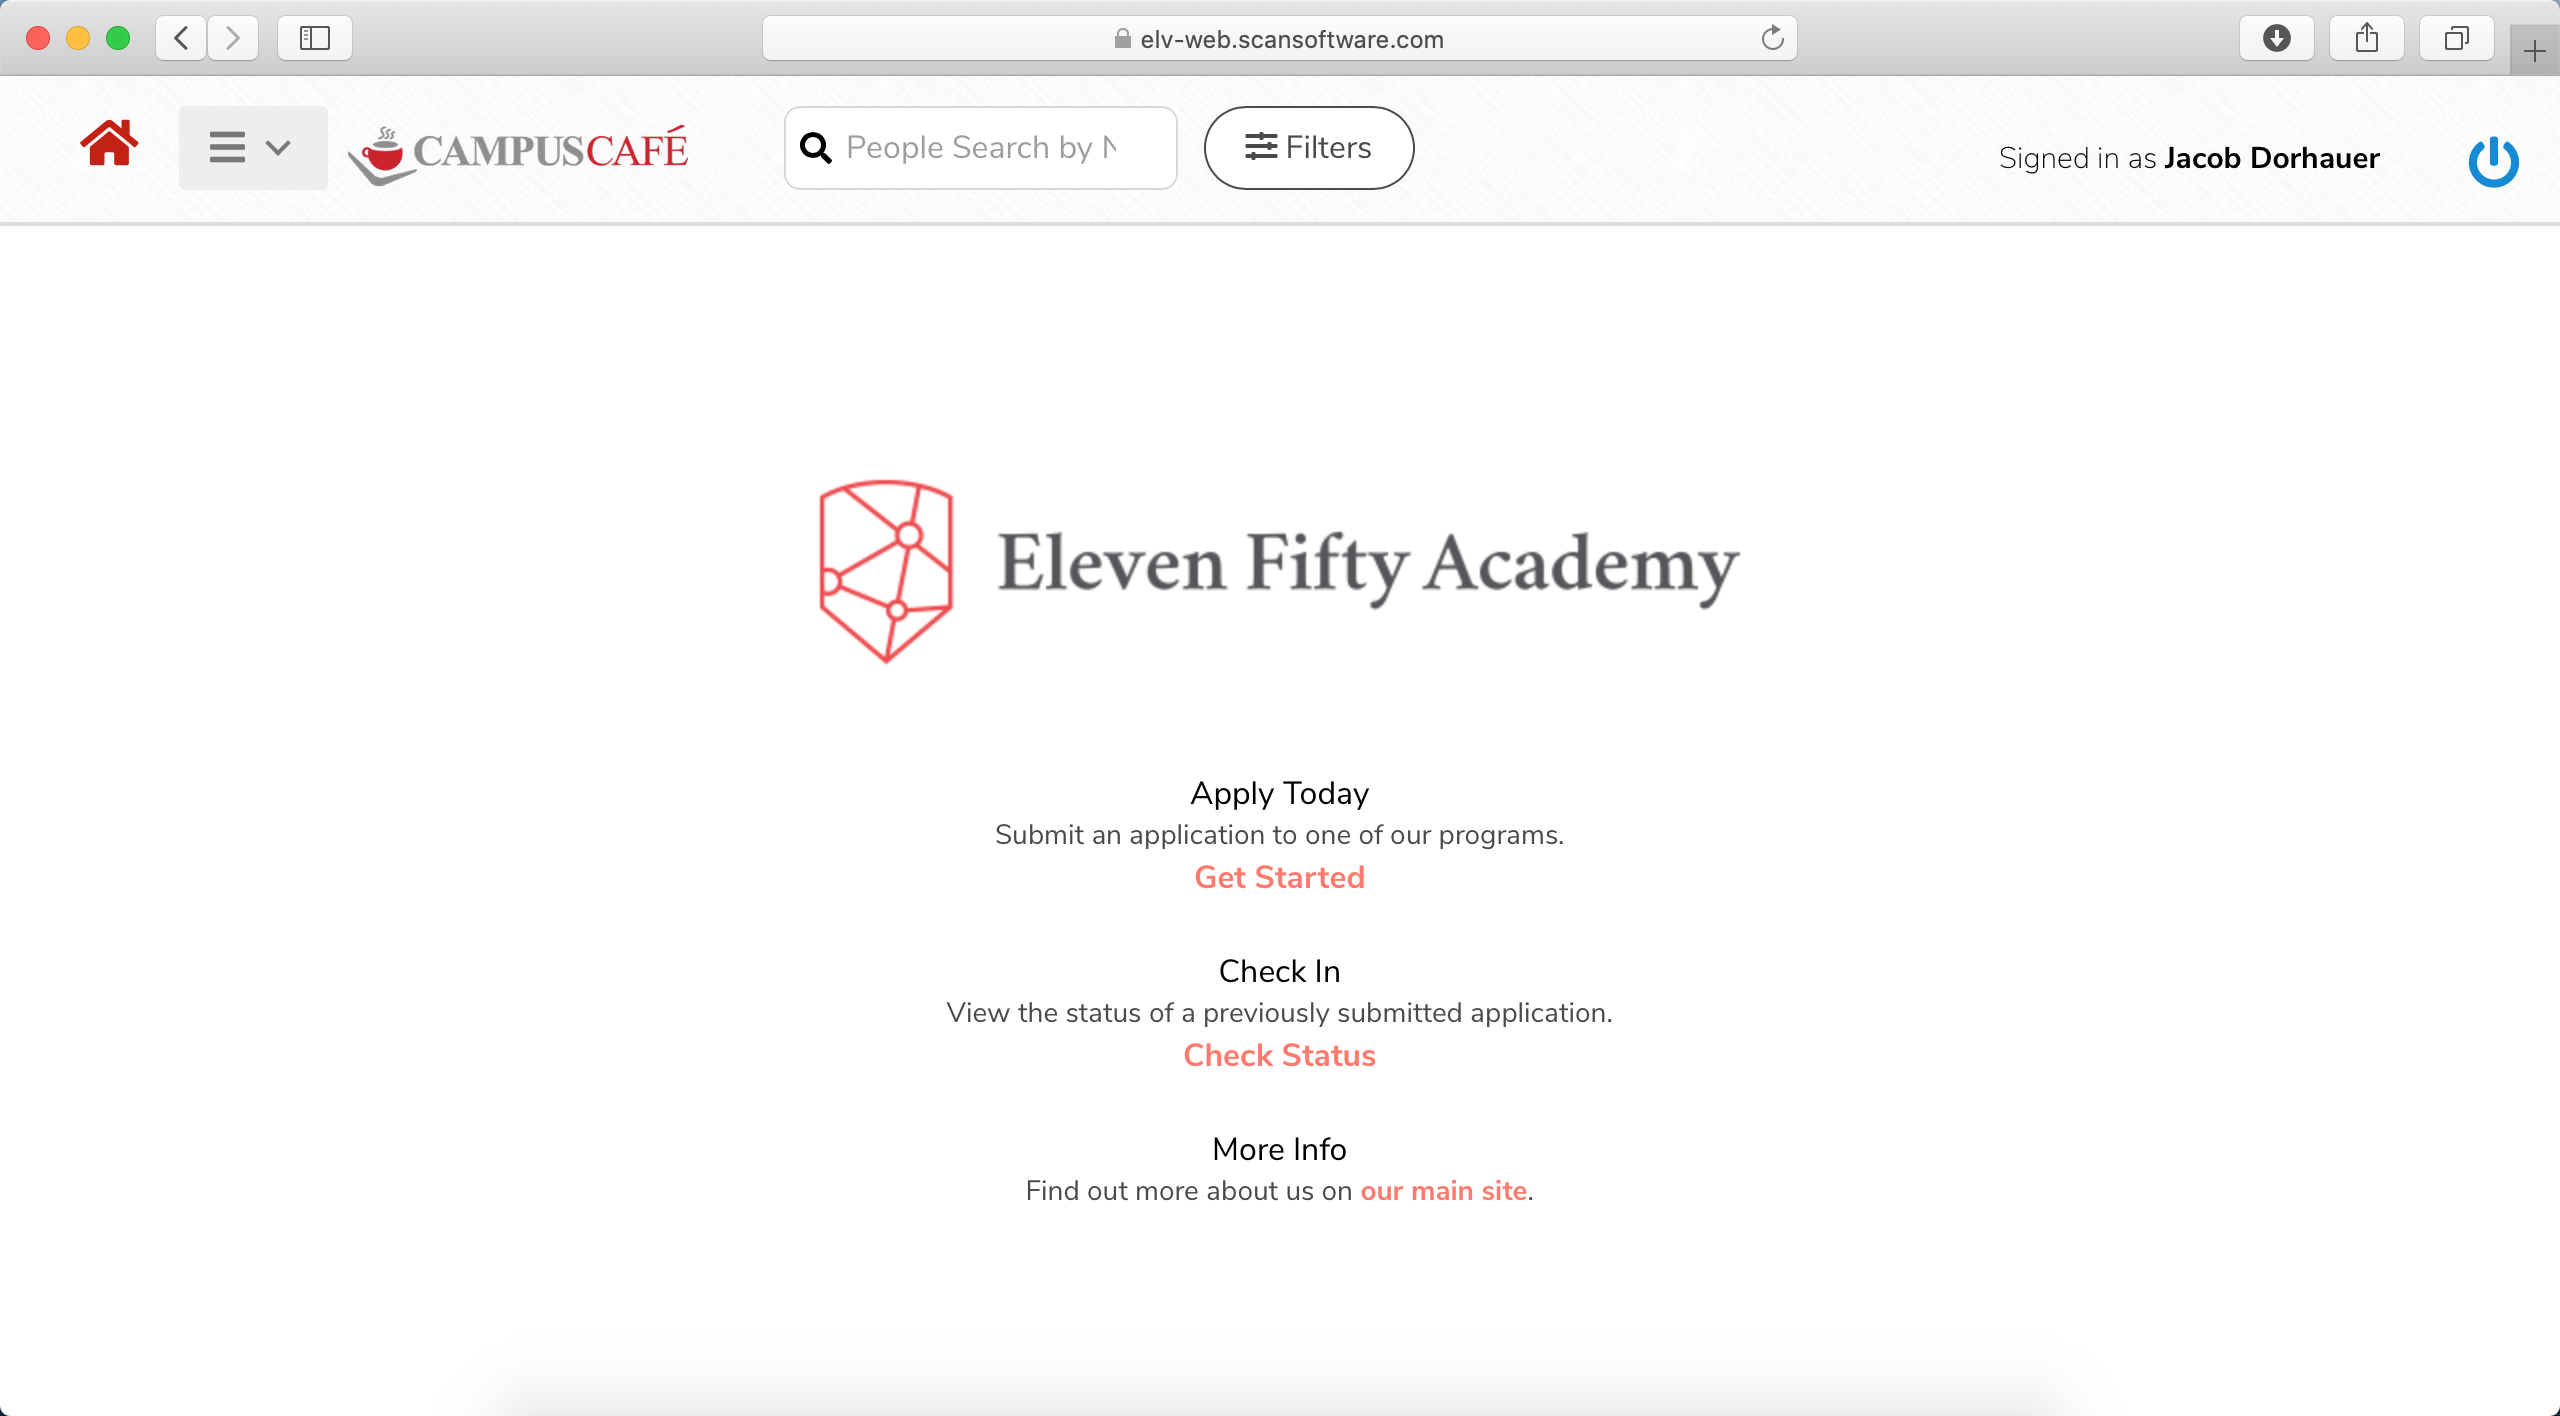 elv-web.scansoftware.com
CAMPUSCAFÉ
People Search by N
Filters
Signed in as Jacob Dorhauer
Eleven Fifty Academy
Apply Today
Submit an application to one of our programs.
Get Started
Check In
View the status of a previously submitted application.
Check Status
More Info
Find out more about us on our main site.